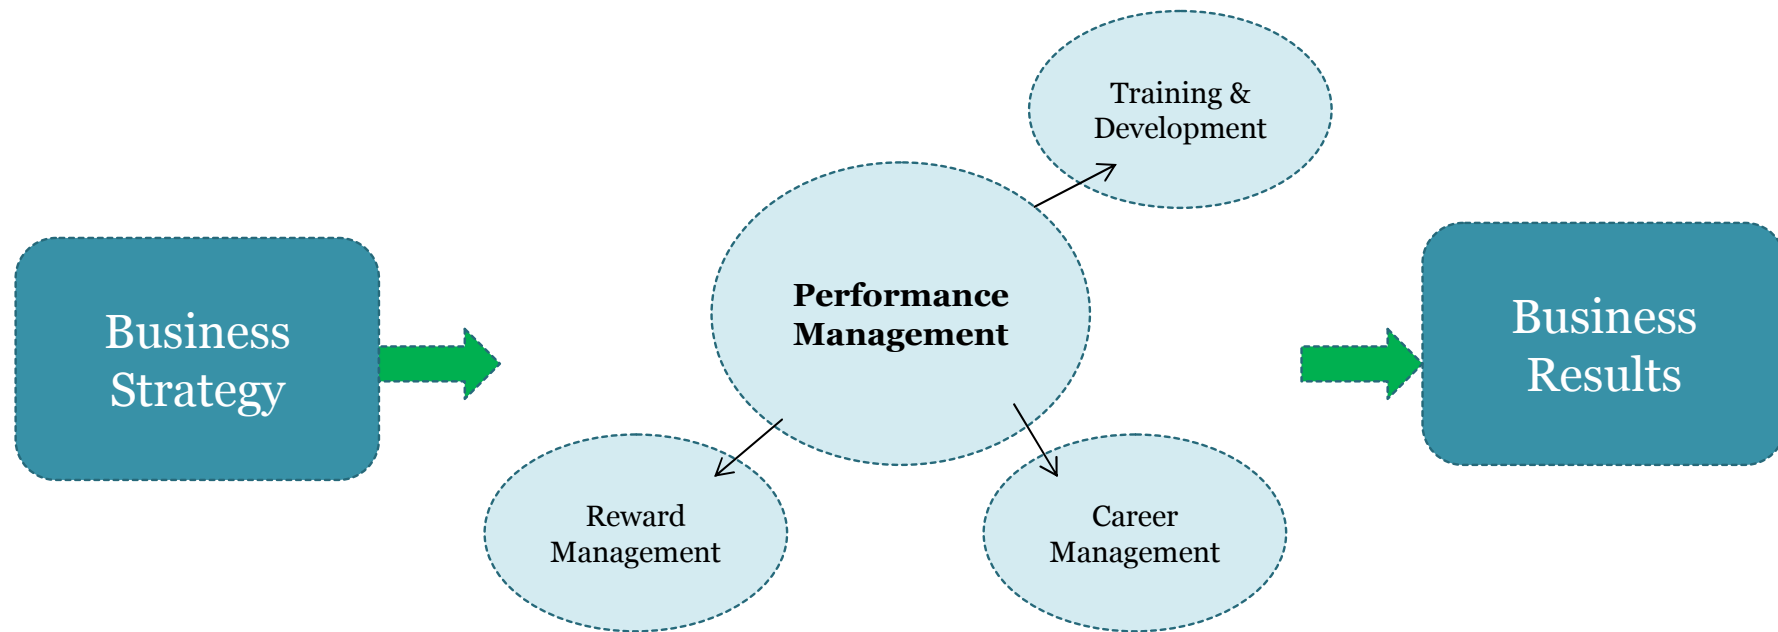 Training &
Development
Performance
Management
Business
Strategy
Business
Results
Reward
Management
Career
Management